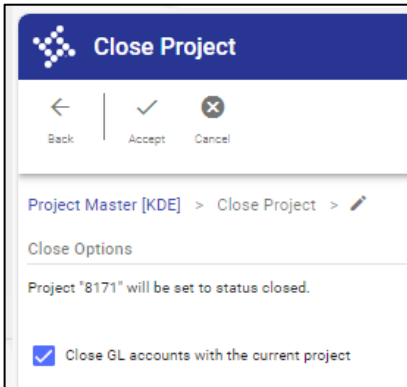 Close Project
Back Accept Cancel
Project Master [KDE] > Close Project >
Close Options
Project "8171" will be set to status closed.
Close GL accounts with the current project